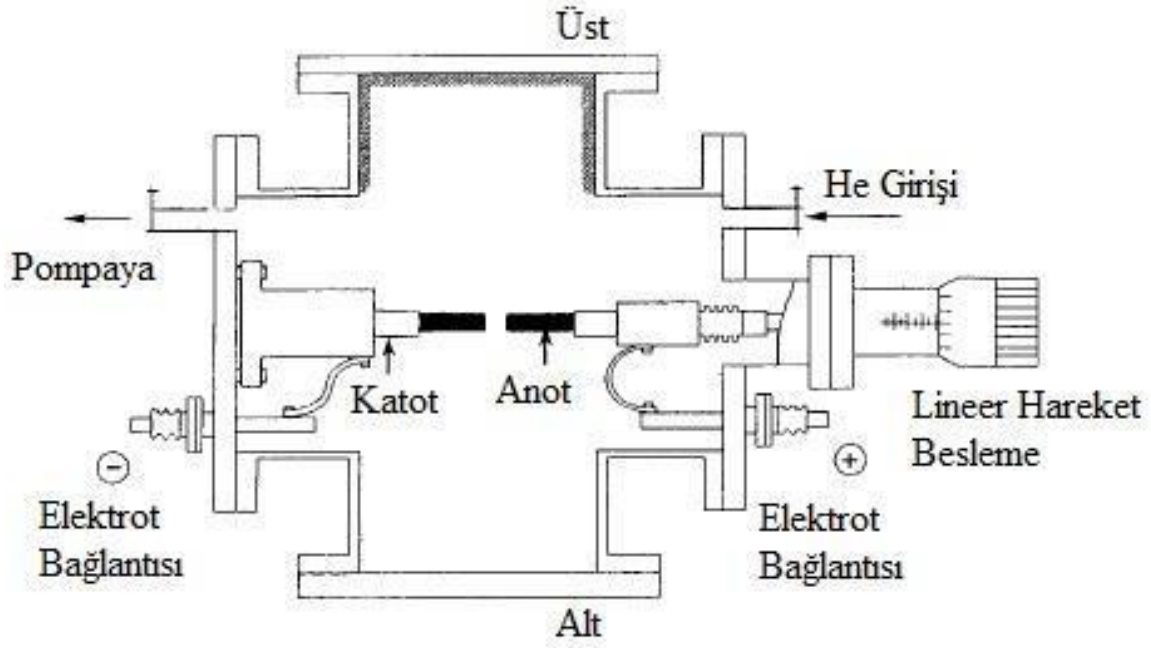 Üst
He Girişi
Pompaya
Katot
Anot
Lineer Hareket
Besleme
−
+
Elektrot
Bağlantısı
Elektrot
Bağlantısı
Alt